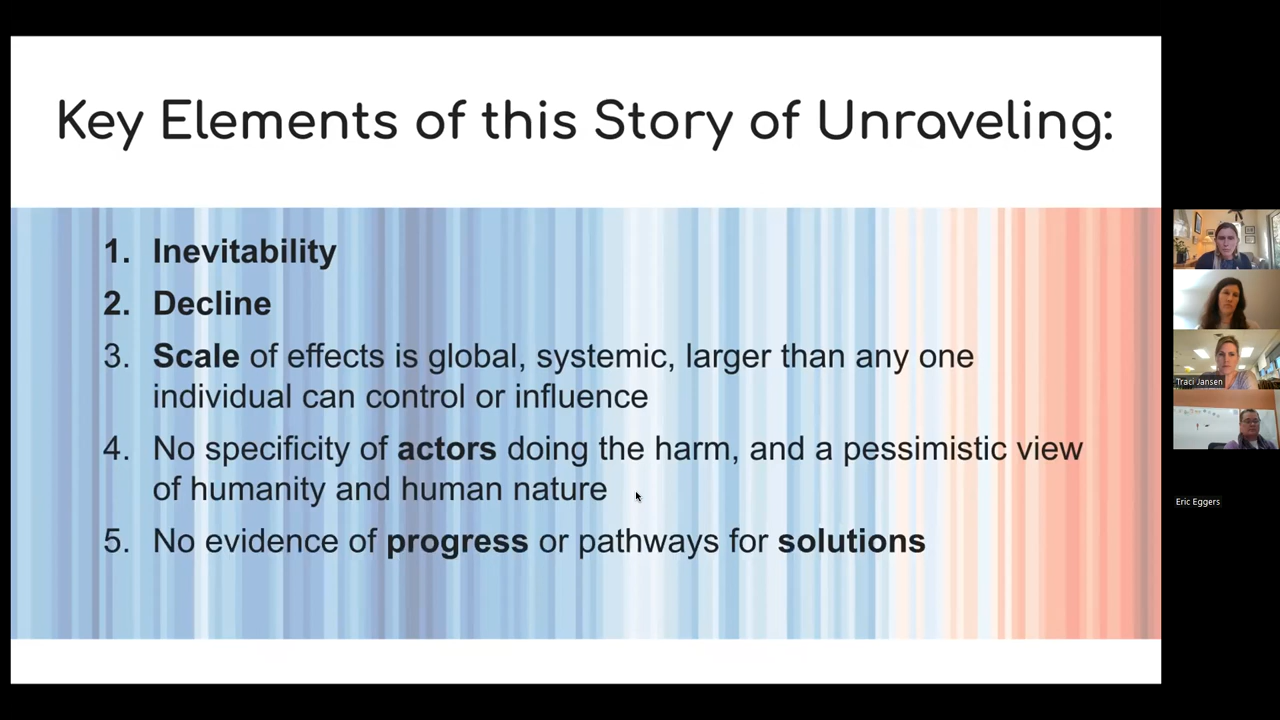 Key Elements of this Story of Unraveling:
1. Inevitability
2. Decline
3. Scale of effects is global, systemic, larger than any one
individual can control or influence
4. No specificity of actors doing the harm, and a pessimistic view
of humanity and human nature
5. No evidence of progress or pathways for solutions
Traci Jansen
Eric Eggers